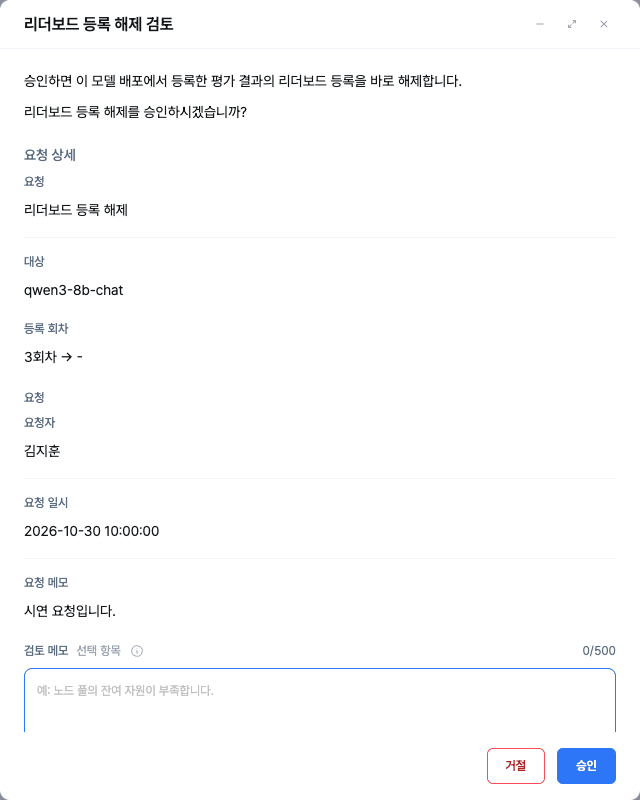 리더보드 등록 해제 검토
승인하면 이 모델 배포에서 등록한 평가 결과의 리더보드 등록을 바로 해제합니다.
리더보드 등록 해제를 승인하시겠습니까?
요청 상세
요청
리더보드 등록 해제
대상
qwen3-8b-chat
등록 회차
3회차 → -
요청
요청자
김지훈
요청 일시
2026-10-30 10:00:00
요청 메모
시연 요청입니다.
검토 메모 선택 항목 0/500
예: 노드 풀의 잔여 자원이 부족합니다.
거절 승인